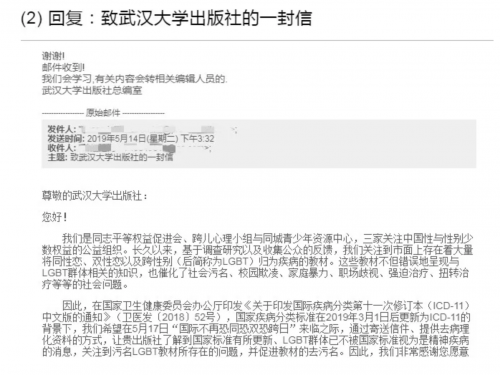 (2) 回复：致武汉大学出版社的一封信
谢谢!
邮件收到!
我们会学习,有关内容会转相关编辑人员的.
武汉大学出版社总编室
---------------- 原始邮件 ----------------
发件人:
发送时间: 2019年5月14日(星期二) 下午3:32
收件人:
主题: 致武汉大学出版社的一封信
尊敬的武汉大学出版社：
您好！
我们是同志平等权益促进会、跨儿心理小组与同城青少年资源中心，三家关注中国性与性别少
数权益的公益组织。长久以来，基于调查研究以及收集公众的反馈，我们关注到市面上存在着大量
将同性恋、双性恋以及跨性别（后简称为LGBT）归为疾病的教材。这些教材不但错误地呈现与
LGBT群体相关的知识，也催化了社会污名、校园欺凌、家庭暴力、职场歧视、强迫治疗、扭转治
疗等等的社会问题。
因此，在国家卫生健康委员会办公厅印发《关于印发国际疾病分类第十一次修订本（ICD-11）
中文版的通知》（卫医发〔2018〕52号），国家疾病分类标准在2019年3月1日后更新为ICD-11的
背景下，我们希望在5月17日“国际不再恐同恐双恐跨日”来临之际，通过寄送信件、提供去病理
化资料的方式，让贵出版社了解到国家标准有所更新、LGBT群体已不被国家标准视为是精神疾病
的消息，关注到污名LGBT教材所存在的问题，并促进教材的去污名。因此，我们非常感谢您愿意